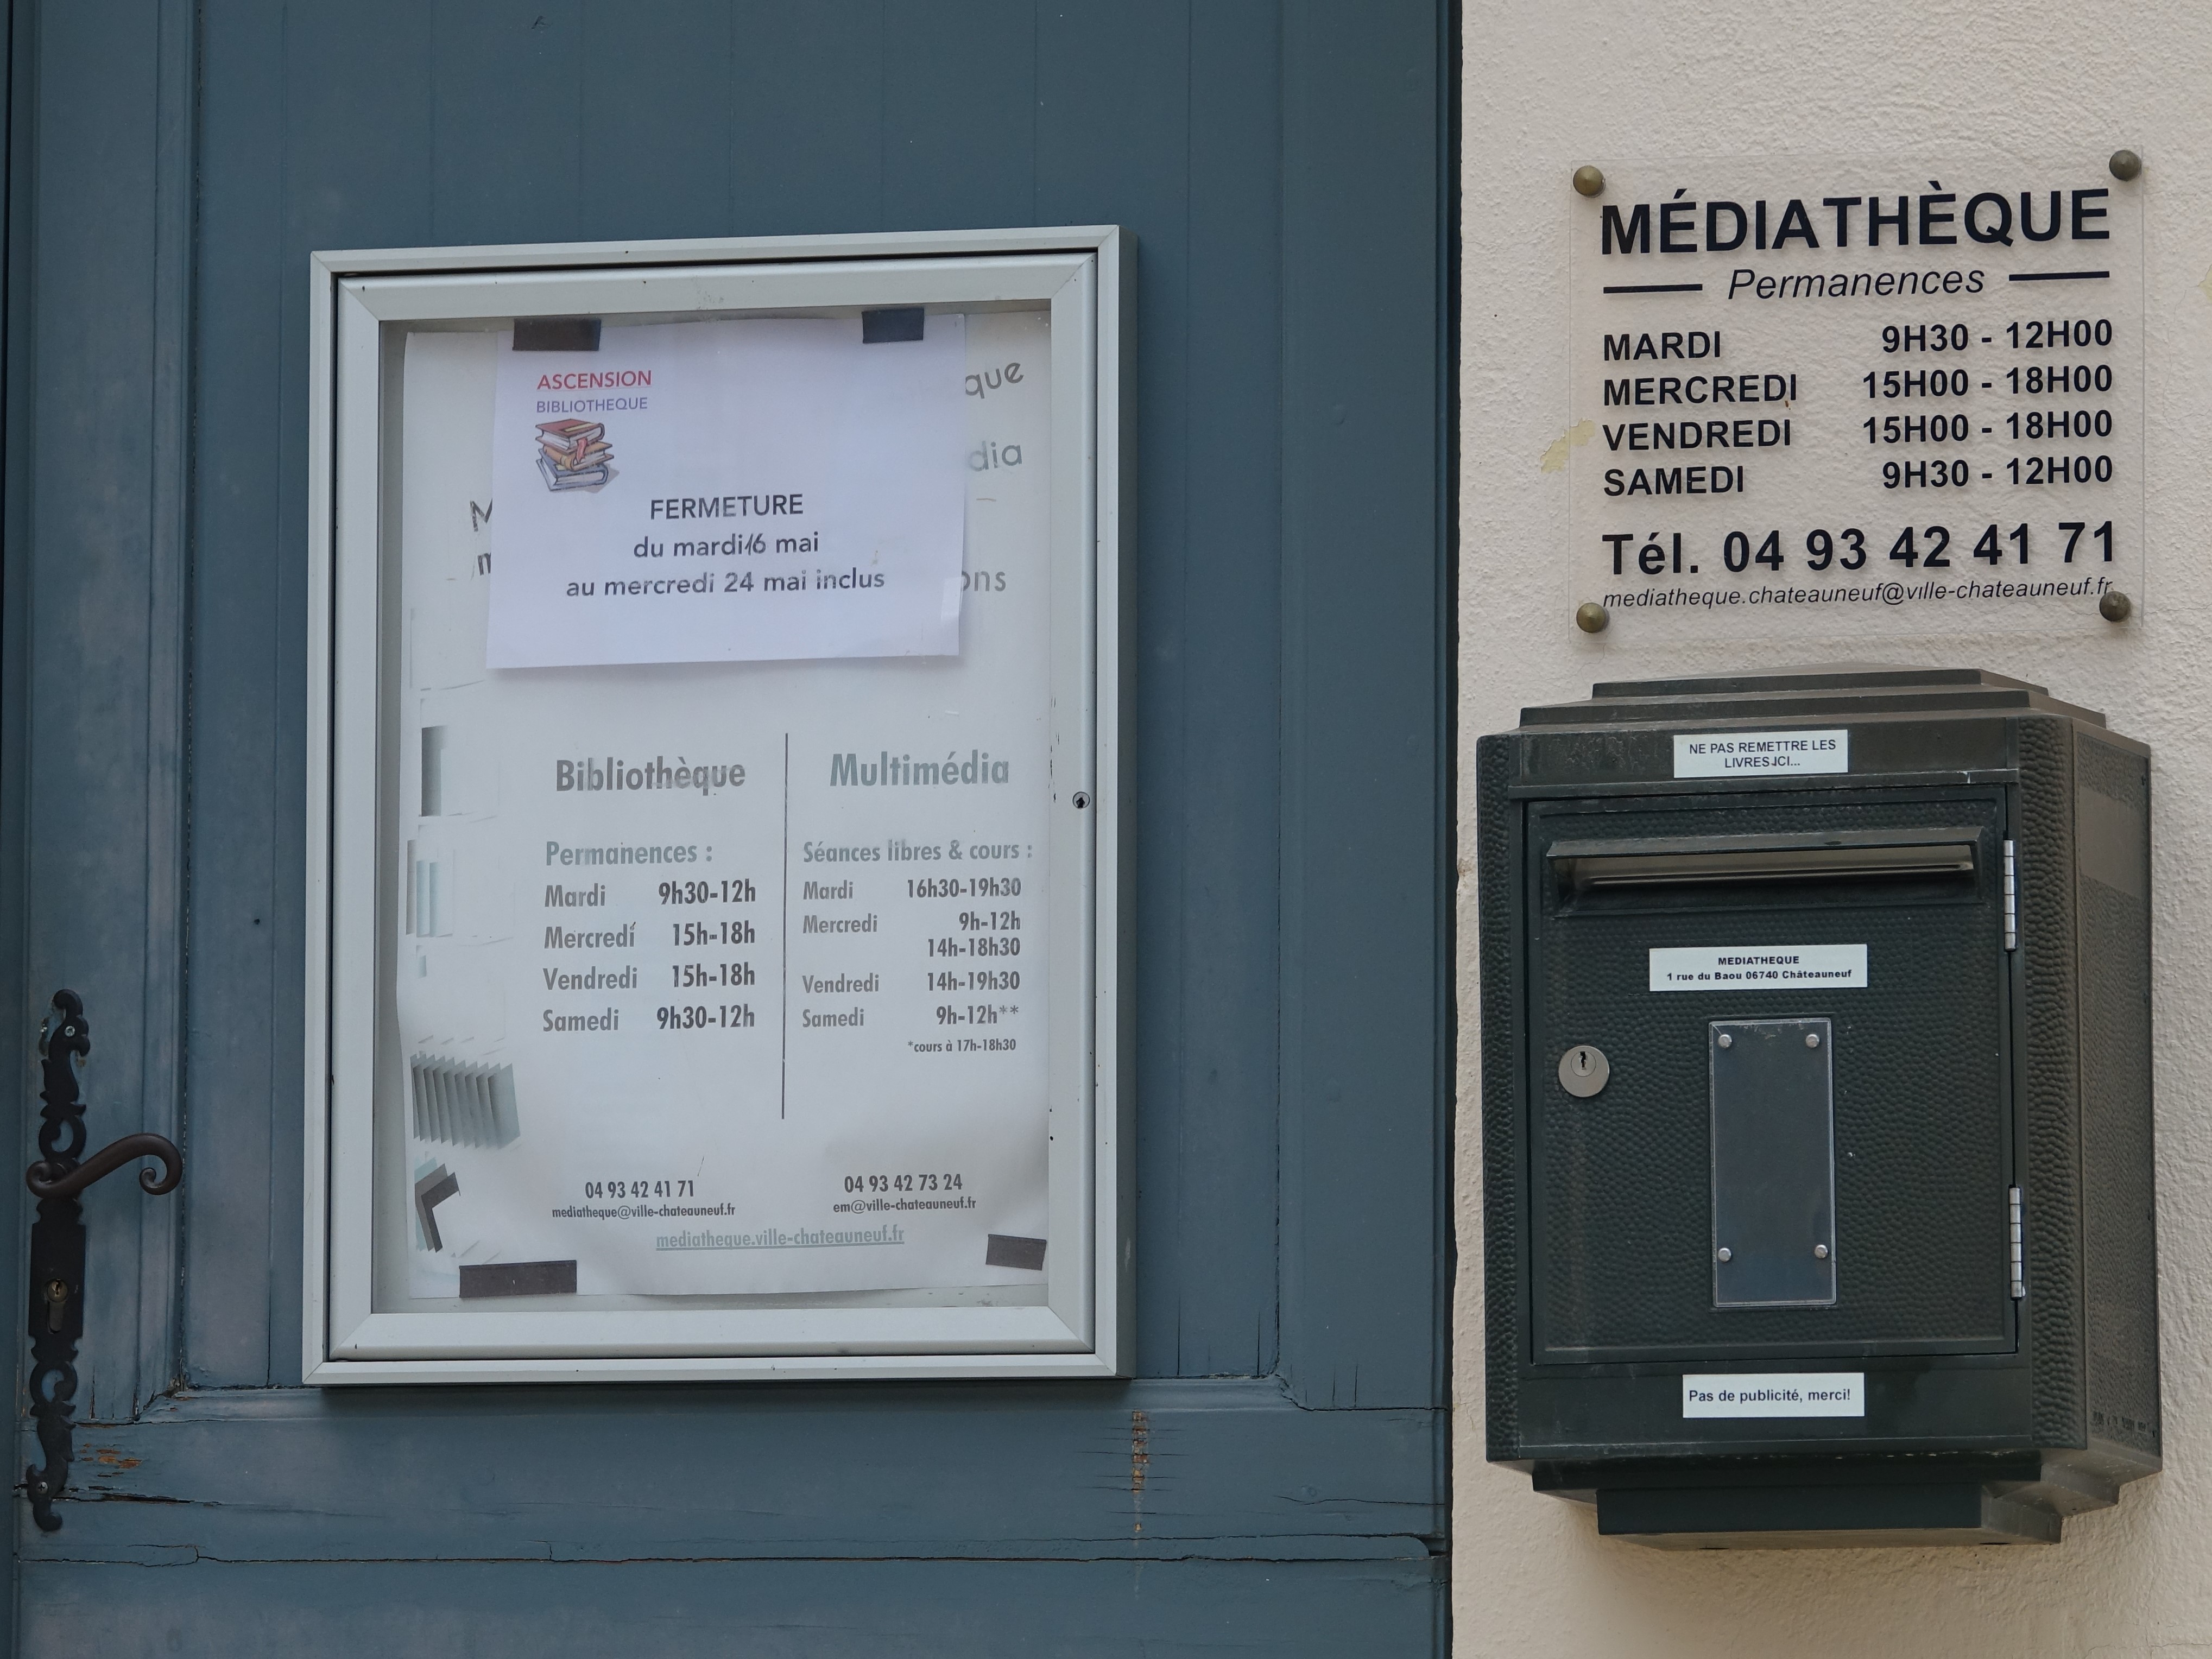 ASCENSION
BIBLIOTHEQUE
FERMETURE
du mardi 16 mai
au mercredi 24 mai inclus
que
dia
ons
Bibliothèque
Permanences :
Mardi 9h30-12h
Mercredi 15h-18h
Vendredi 15h-18h
Samedi 9h30-12h
Multimédia
Séances libres & cours :
Mardi 16h30-19h30
Mercredi 9h-12h
14h-18h30
Vendredi 14h-19h30
Samedi 9h-12h**
*cours à 17h-18h30
04 93 42 41 71
mediatheque@ville-chateauneuf.fr
04 93 42 73 24
em@ville-chateauneuf.fr
mediatheque.ville-chateauneuf.fr
MÉDIATHÈQUE
Permanences
MARDI 9H30 - 12H00
MERCREDI 15H00 - 18H00
VENDREDI 15H00 - 18H00
SAMEDI 9H30 - 12H00
Tél. 04 93 42 41 71
mediatheque.chateauneuf@ville-chateauneuf.fr
NE PAS REMETTRE LES
LIVRES ICI...
MEDIATHEQUE
1 rue du Baou 06740 Châteauneuf
Pas de publicité, merci!